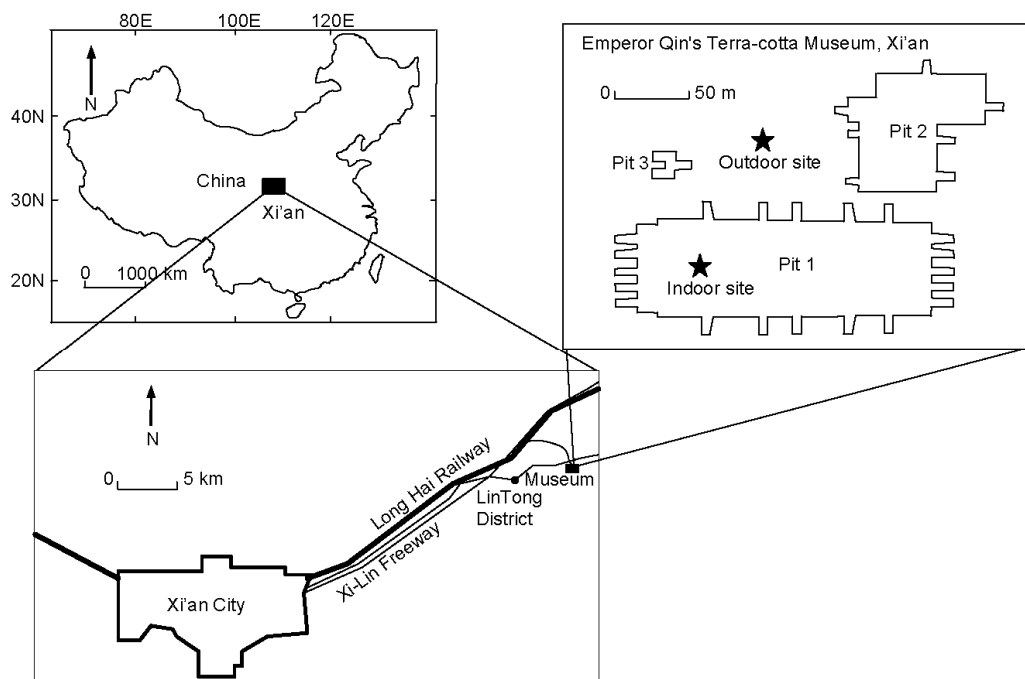 80E 100E 120E
N
40N
China
30N
Xi'an
0 1000 km
20N
Emperor Qin's Terra-cotta Museum, Xi'an
0 50 m
Pit 2
Pit 3
Outdoor site
Pit 1
Indoor site
N
0 5 km
Long Hai Railway
Museum
LinTong
District
Xi-Lin Freeway
Xi'an City